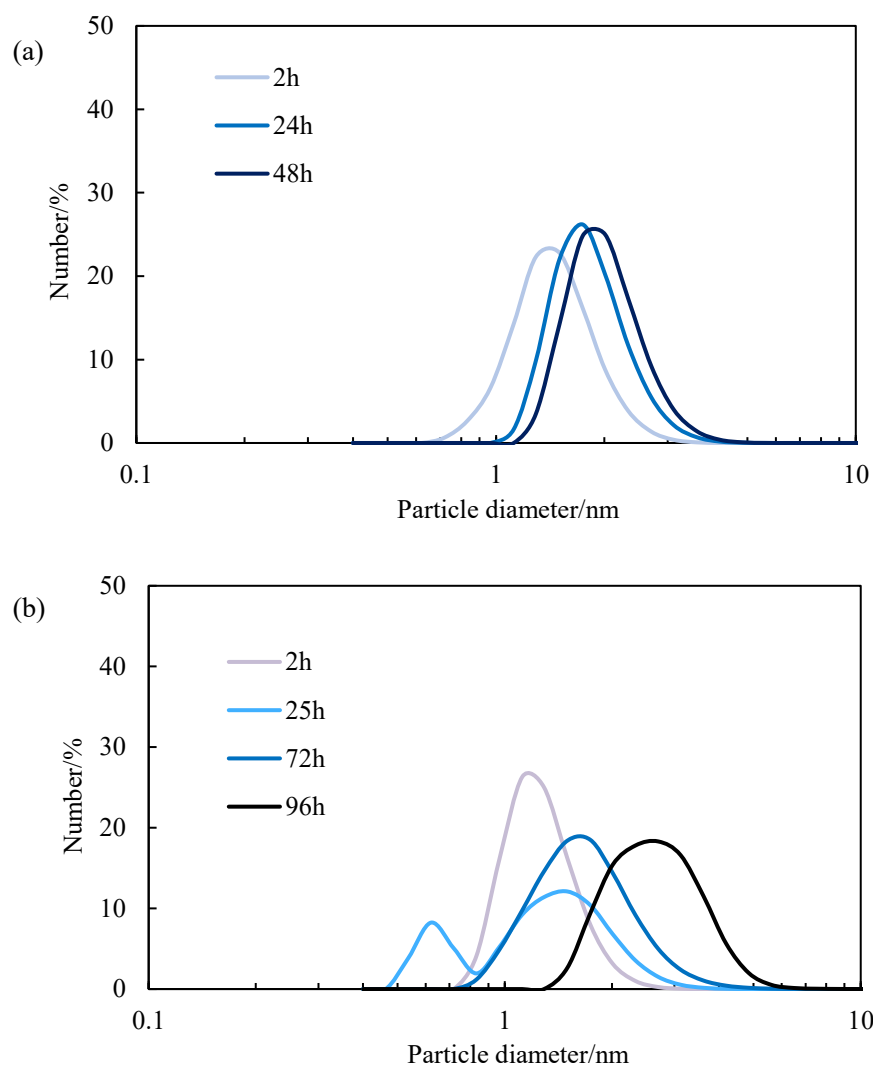 (a)
50
40
30
20
10
0
Number/%
2h
24h
48h
0.1
1
10
Particle diameter/nm
(b)
50
40
30
20
10
0
Number/%
2h
25h
72h
96h
0.1
1
10
Particle diameter/nm